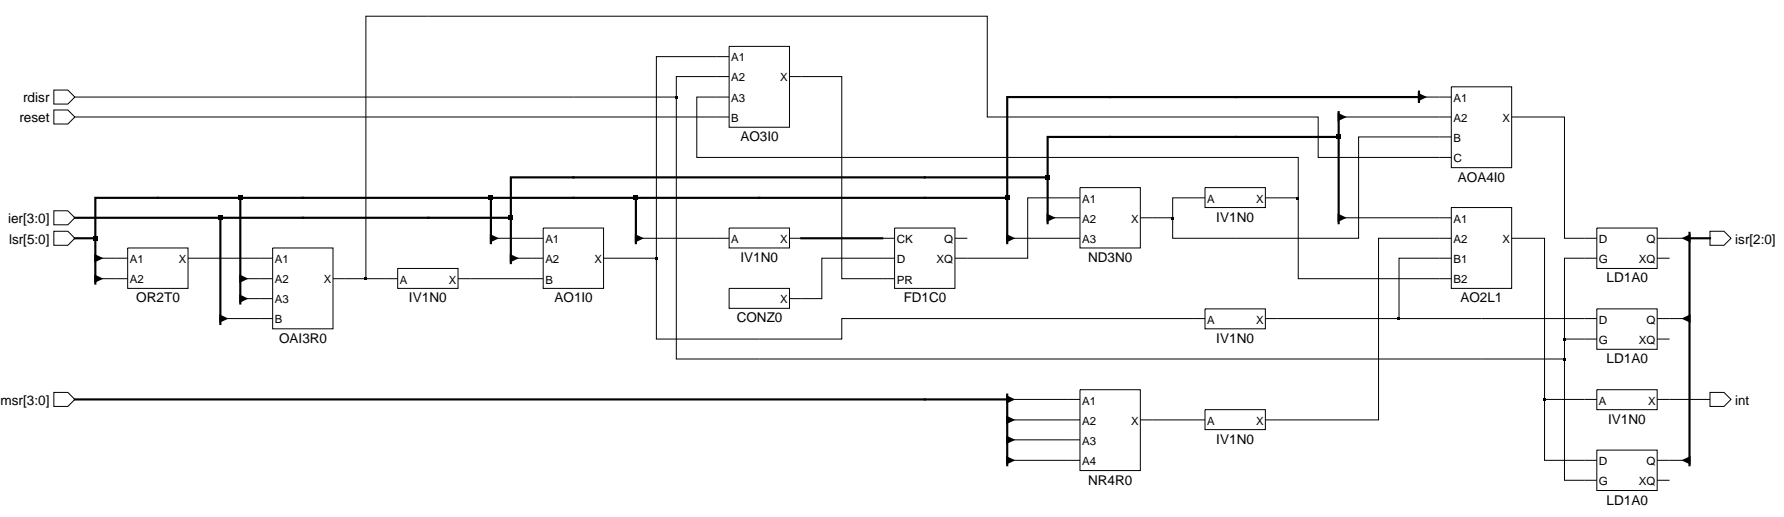 A1
A2
A3
B
X
AO3I0
rdisr
reset
A1
A2
B
C
X
AOA4I0
ier[3:0]
lsr[5:0]
A1
A2
X
OR2T0
A1
A2
A3
B
X
OAI3R0
A X
IV1N0
A1
A2
B
X
AO1I0
A X
IV1N0
X
CONZ0
CK Q
D XQ
PR
FD1C0
A1
A2
A3
X
ND3N0
A X
IV1N0
A1
A2
B1
B2
X
AO2L1
D Q
G XQ
LD1A0
isr[2:0]
A X
IV1N0
D Q
G XQ
LD1A0
msr[3:0]
A1
A2
A3
A4
X
NR4R0
A X
IV1N0
A X
IV1N0
int
D Q
G XQ
LD1A0